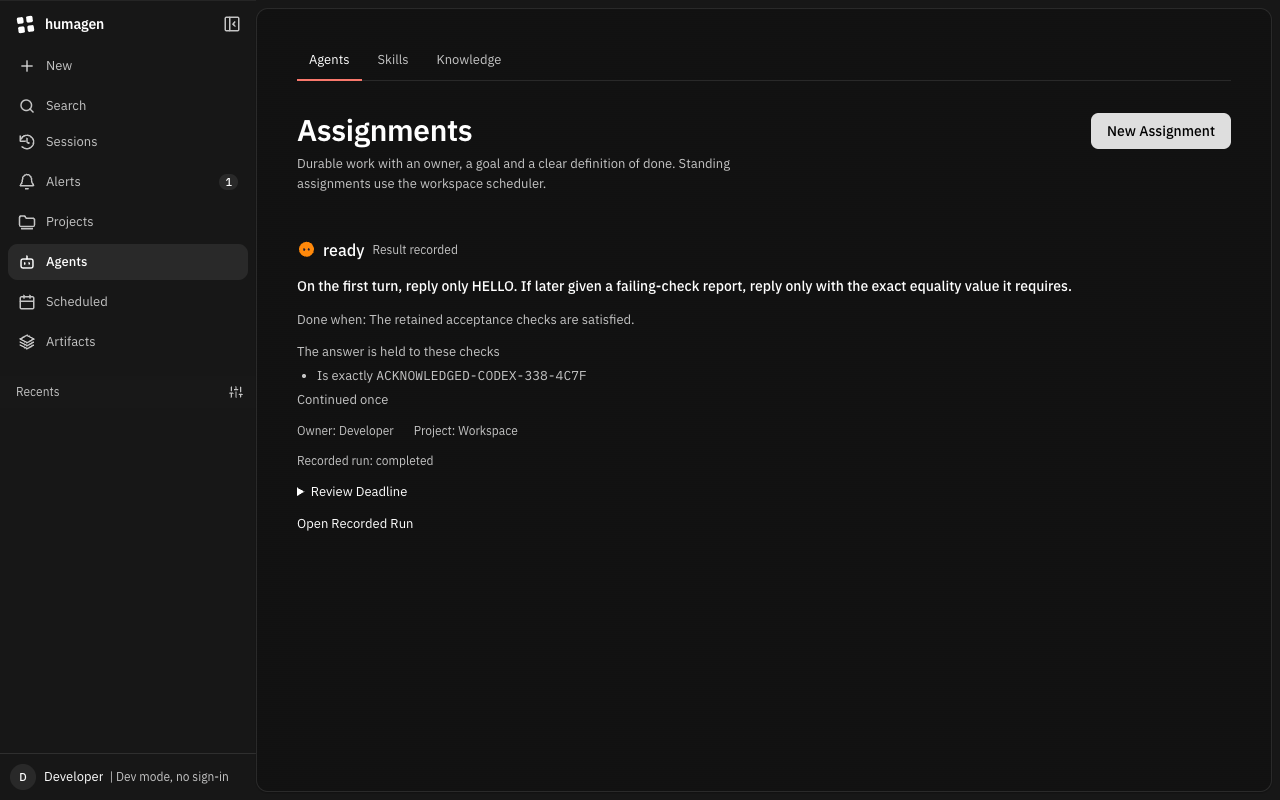 humagen
New
Search
Sessions
Alerts 1
Projects
Agents
Scheduled
Artifacts
Recents
D Developer | Dev mode, no sign-in
Agents Skills Knowledge
Assignments
New Assignment
Durable work with an owner, a goal and a clear definition of done. Standing
assignments use the workspace scheduler.
ready Result recorded
On the first turn, reply only HELLO. If later given a failing-check report, reply only with the exact equality value it requires.
Done when: The retained acceptance checks are satisfied.
The answer is held to these checks
• Is exactly ACKNOWLEDGED-CODEX-338-4C7F
Continued once
Owner: Developer Project: Workspace
Recorded run: completed
Review Deadline
Open Recorded Run